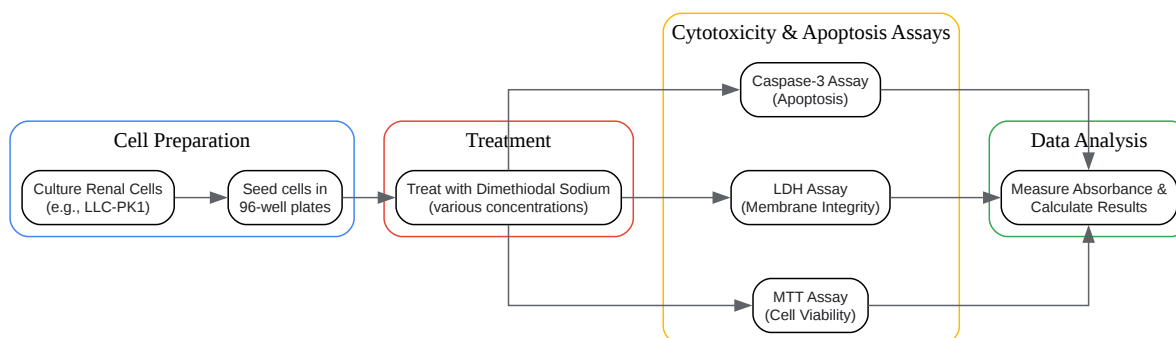 Cell Preparation
Culture Renal Cells
(e.g., LLC-PK1)
Seed cells in
96-well plates
Treatment
Treat with Dimethiodal Sodium
(various concentrations)
Cytotoxicity & Apoptosis Assays
Caspase-3 Assay
(Apoptosis)
LDH Assay
(Membrane Integrity)
MTT Assay
(Cell Viability)
Data Analysis
Measure Absorbance &
Calculate Results